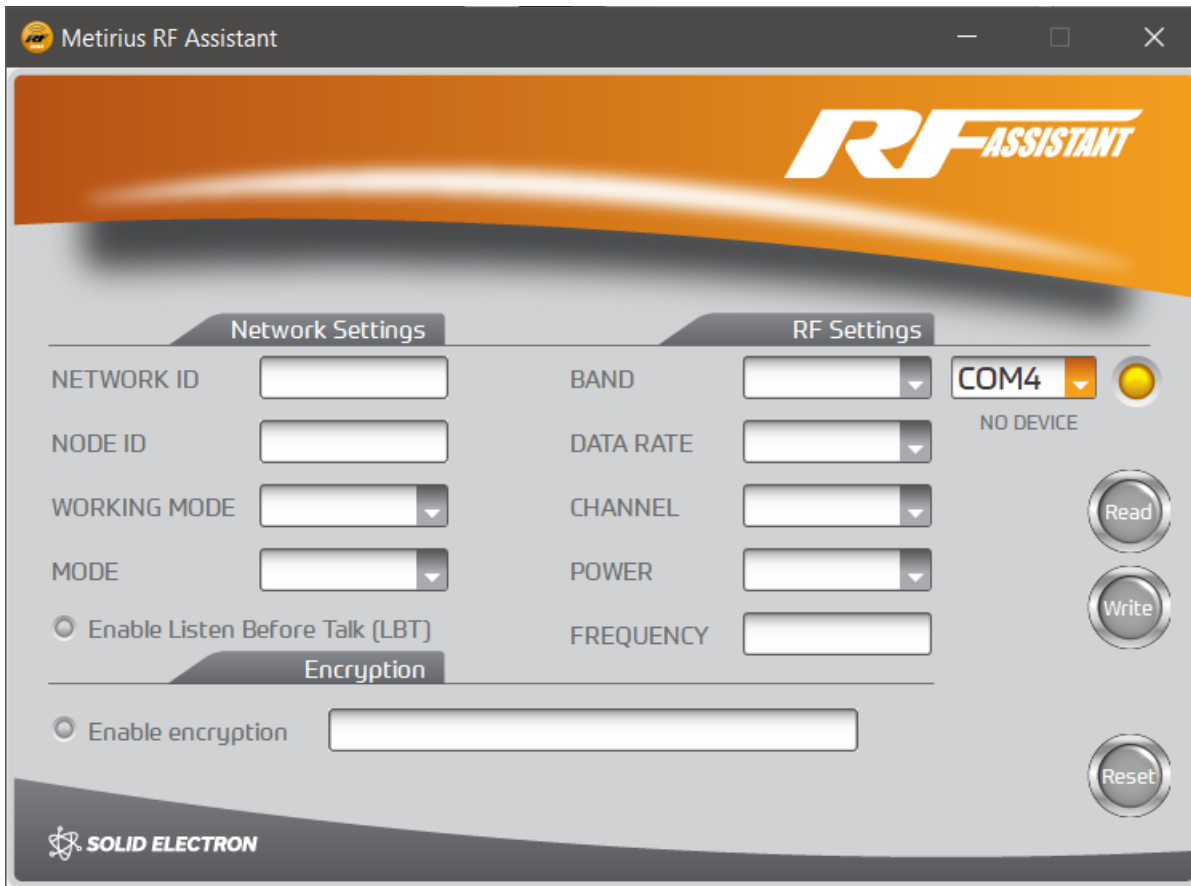 Metirius RF Assistant
RF ASSISTANT
Network Settings
NETWORK ID
NODE ID
WORKING MODE
MODE
Enable Listen Before Talk (LBT)
RF Settings
BAND
DATA RATE
CHANNEL
POWER
FREQUENCY
COM4
NO DEVICE
Read
Write
Encryption
Enable encryption
Reset
SOLID ELECTRON